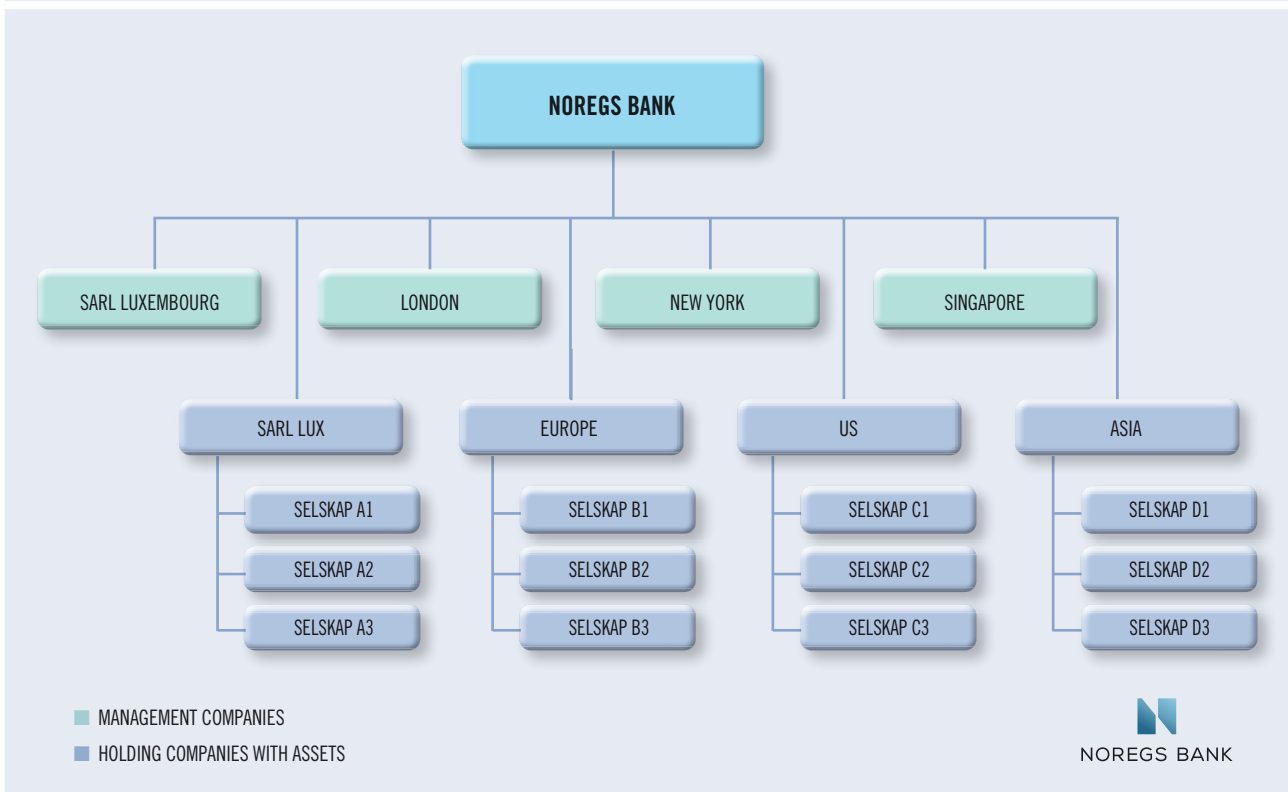 NOREGS BANK
SARL LUXEMBOURG
LONDON
NEW YORK
SINGAPORE
SARL LUX
EUROPE
US
ASIA
SELSKAP A1
SELSKAP B1
SELSKAP C1
SELSKAP D1
SELSKAP A2
SELSKAP B2
SELSKAP C2
SELSKAP D2
SELSKAP A3
SELSKAP B3
SELSKAP C3
SELSKAP D3
MANAGEMENT COMPANIES
HOLDING COMPANIES WITH ASSETS
NOREGS BANK